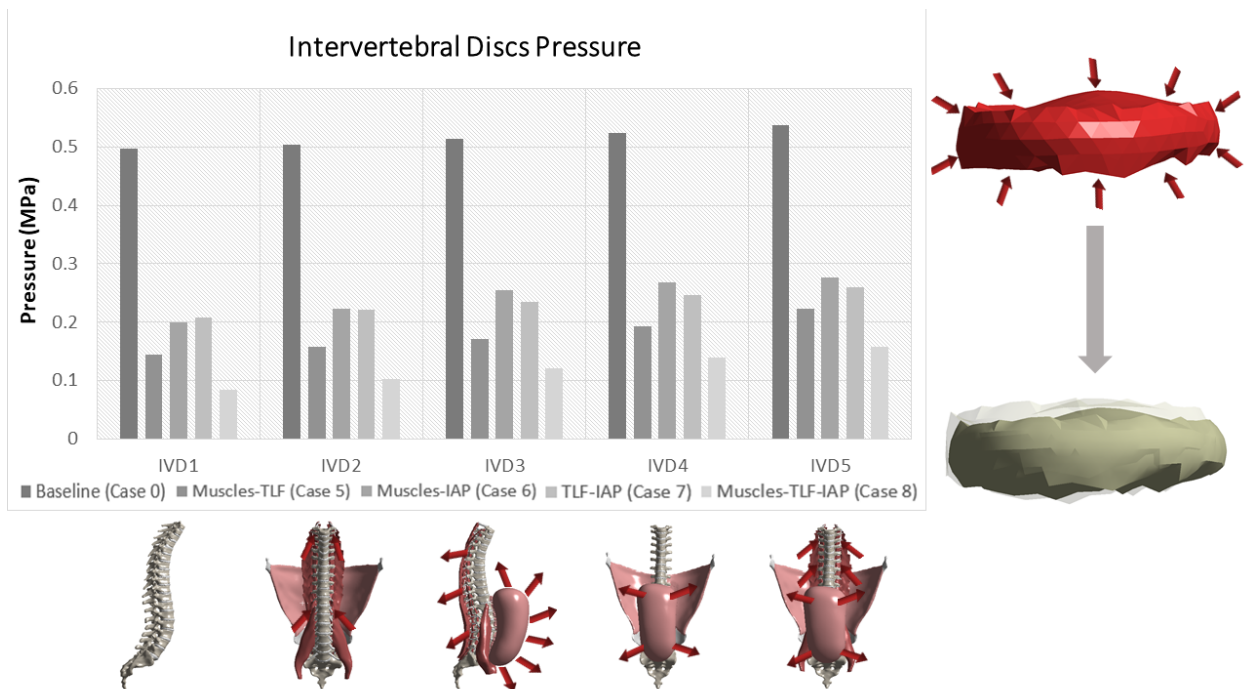 Intervertebral Discs Pressure
Pressure (MPa)
0.6
0.5
0.4
0.3
0.2
0.1
0
IVD1 IVD2 IVD3 IVD4 IVD5
Baseline (Case 0) Muscles-TLF (Case 5) Muscles-IAP (Case 6) TLF-IAP (Case 7) Muscles-TLF-IAP (Case 8)